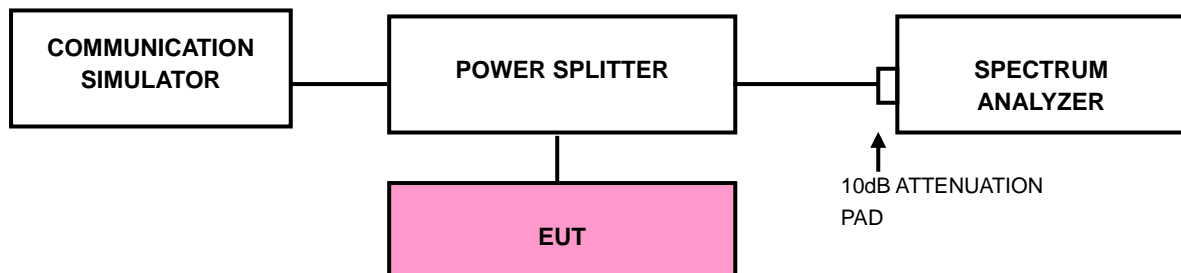 COMMUNICATION
SIMULATOR
POWER SPLITTER
SPECTRUM
ANALYZER
10dB ATTENUATION
PAD
EUT